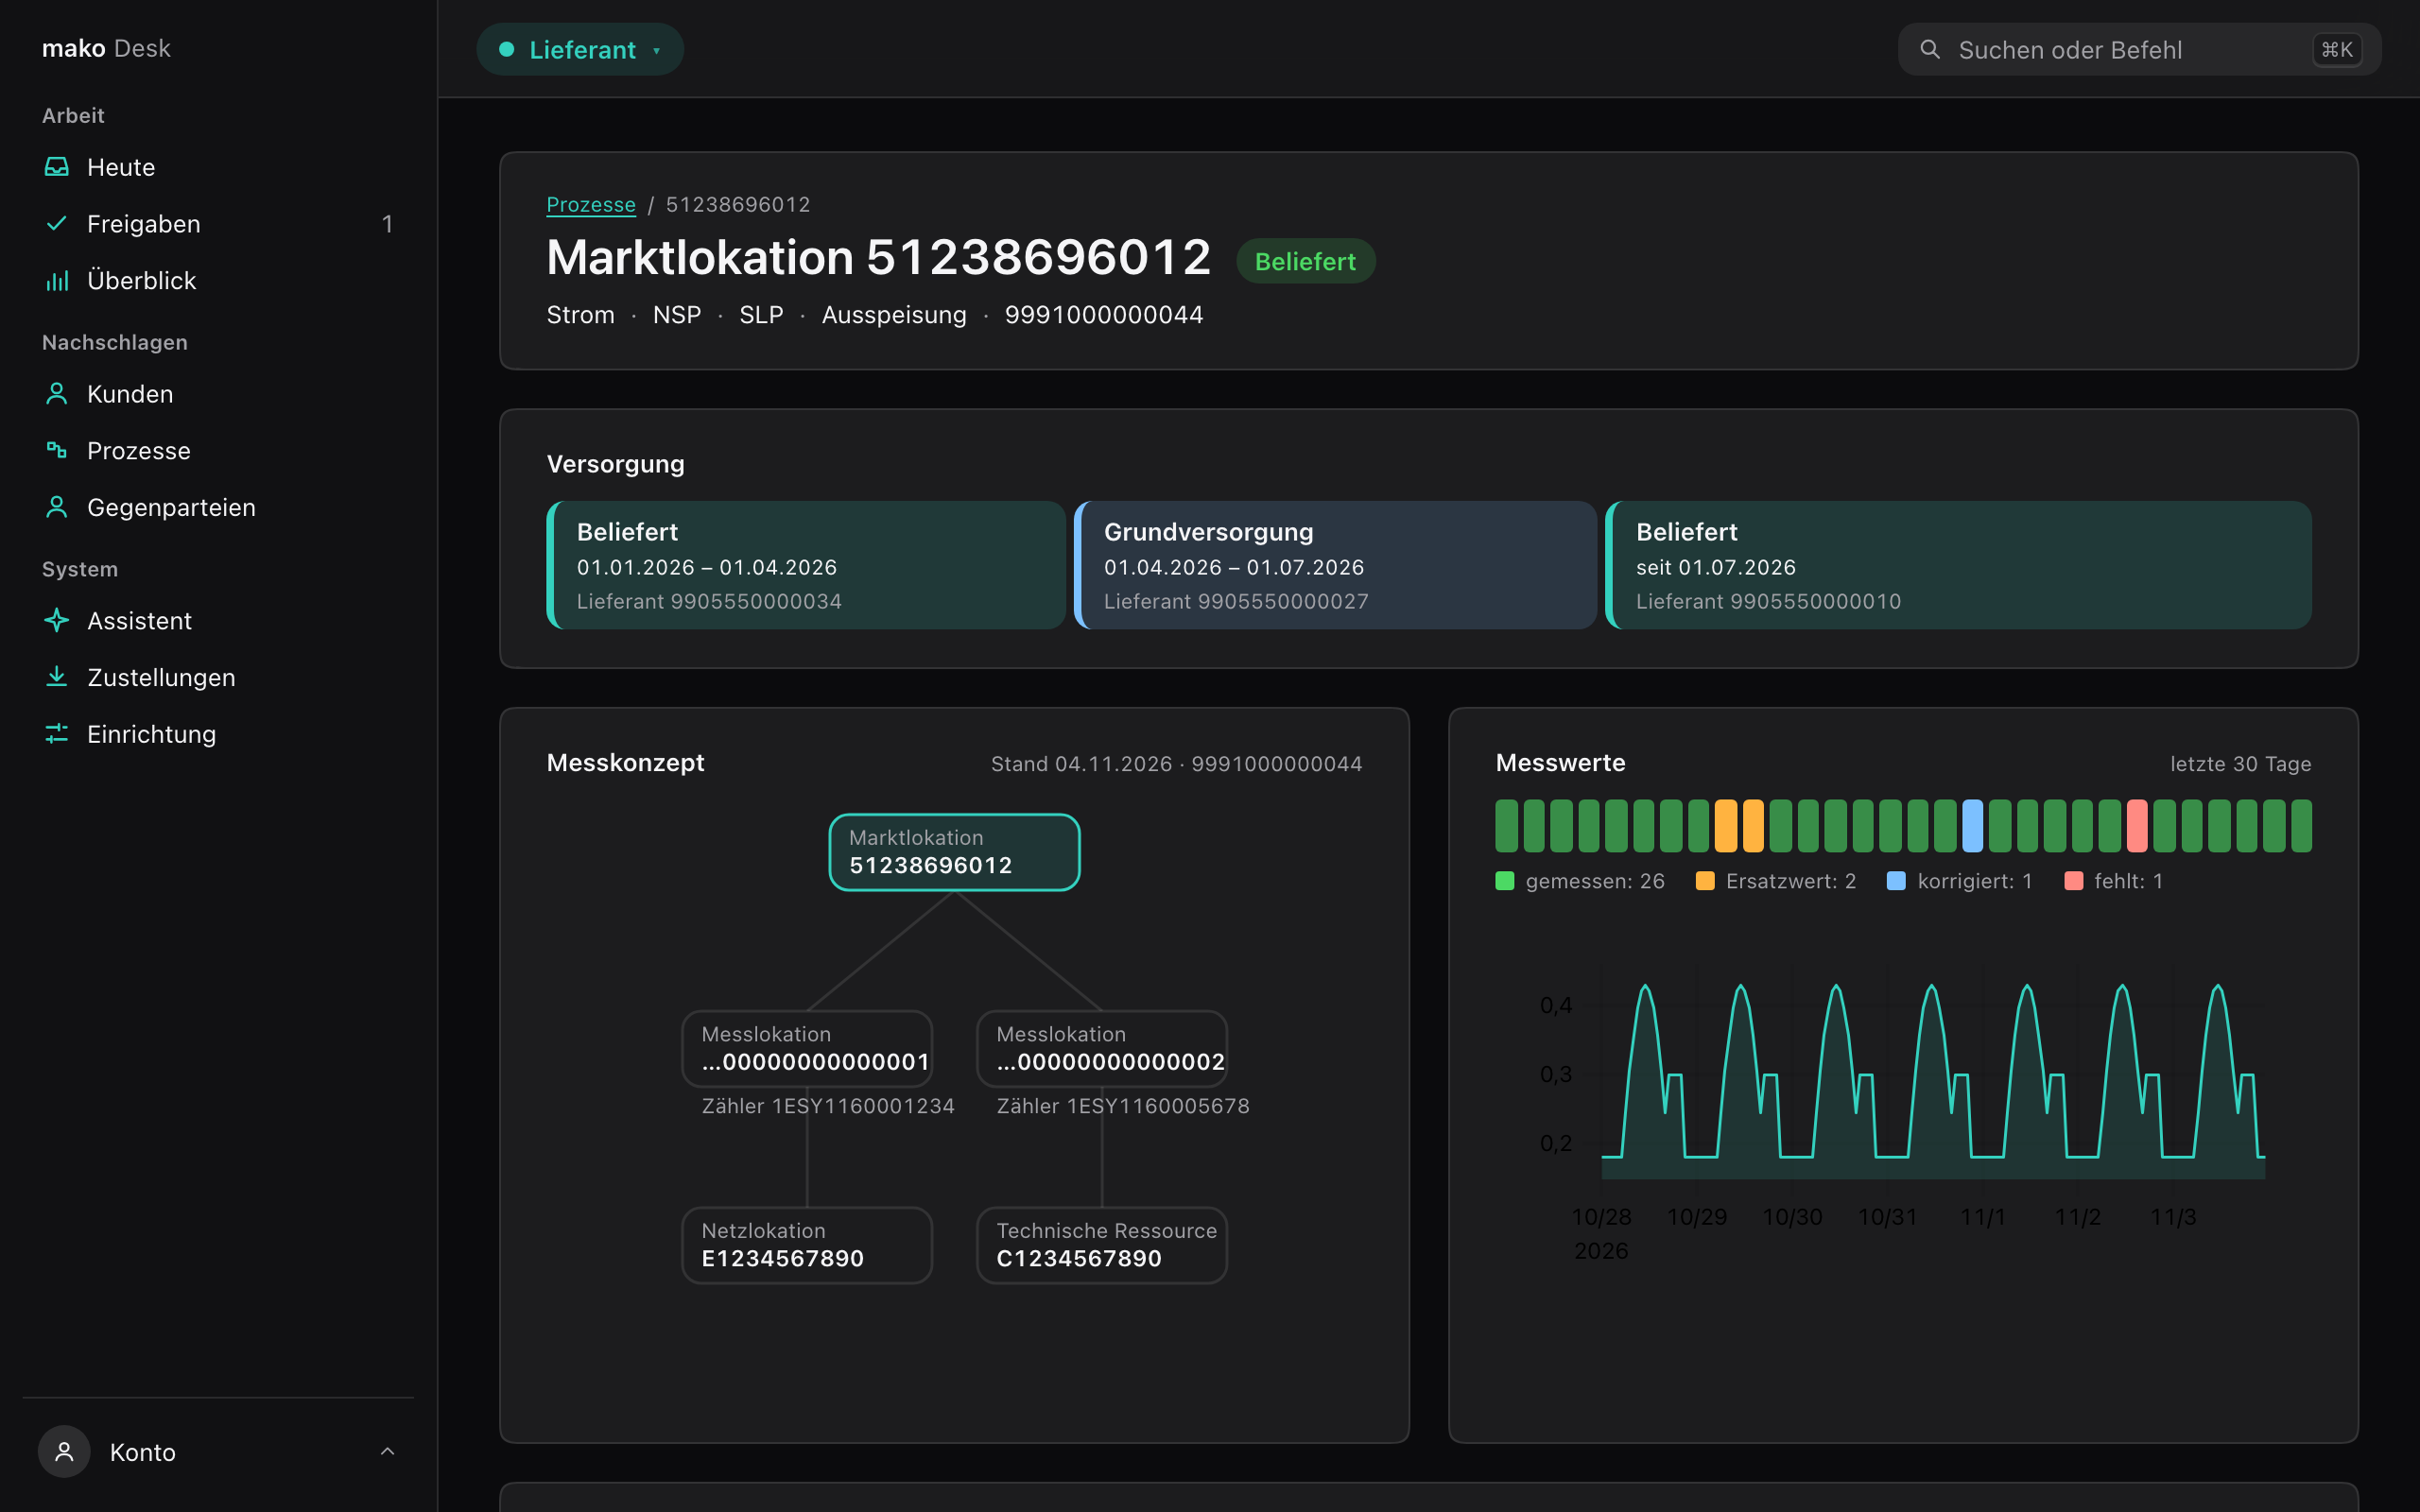 mako Desk
Arbeit
Heute
Freigaben 1
Überblick
Nachschlagen
Kunden
Prozesse
Gegenparteien
System
Assistent
Zustellungen
Einrichtung
Konto
Lieferant
Suchen oder Befehl ⌘K
Prozesse / 51238696012
Marktlokation 51238696012 Beliefert
Strom · NSP · SLP · Ausspeisung · 9991000000044
Versorgung
Beliefert
01.01.2026 – 01.04.2026
Lieferant 9905550000034
Grundversorgung
01.04.2026 – 01.07.2026
Lieferant 9905550000027
Beliefert
seit 01.07.2026
Lieferant 9905550000010
Messkonzept Stand 04.11.2026 · 9991000000044
Marktlokation
51238696012
Messlokation
…00000000000001
Zähler 1ESY1160001234
Messlokation
…00000000000002
Zähler 1ESY1160005678
Netzlokation
E1234567890
Technische Ressource
C1234567890
Messwerte letzte 30 Tage
gemessen: 26 Ersatzwert: 2 korrigiert: 1 fehlt: 1
0,4
0,3
0,2
10/28 10/29 10/30 10/31 11/1 11/2 11/3
2026